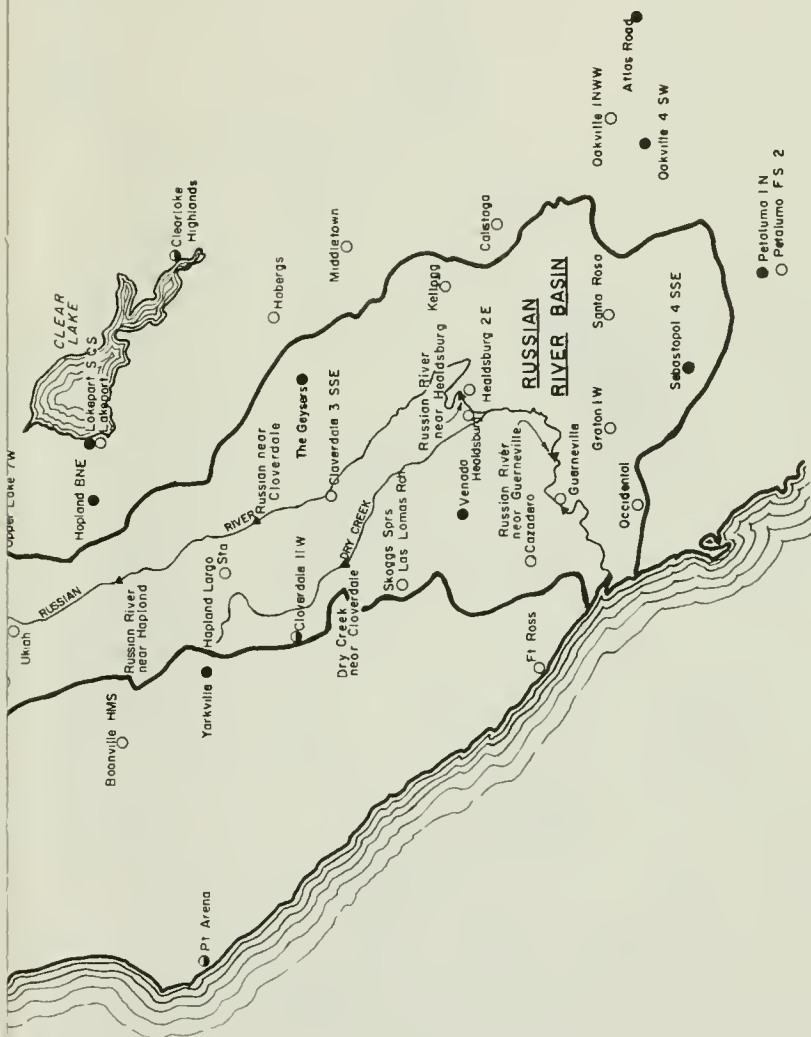 Upper Lake 7W
Ukiah
Hopland 8NE
Lakeport SCS
Lakeport
CLEAR
LAKE
Clearlake
Highlands
Boonville HMS
RUSSIAN
RIVER
Russian River
near Hopland
Yorkville
Hopland Largo
Sta
Russian near
Cloverdale
Hobergs
Middletown
Pt Arena
Cloverdale 11W
Dry Creek
near Cloverdale
DRY CREEK
The Geysers
Cloverdale 3 SSE
Skaggs Sprs
Las Lomas Rch
Russian River
near Healdsburg
Kellogg
Calistoga
Venado
Healdsburg
Healdsburg 2 E
RUSSIAN
RIVER BASIN
Ft Ross
Cazadero
Russian River
near Guerneville
Guerneville
Occidental
Graton 1W
Santa Rosa
Sebastopol 4 SSE
Oakville 1NWW
Atlas Road
Oakville 4 SW
Petaluma 1 N
Petaluma FS 2